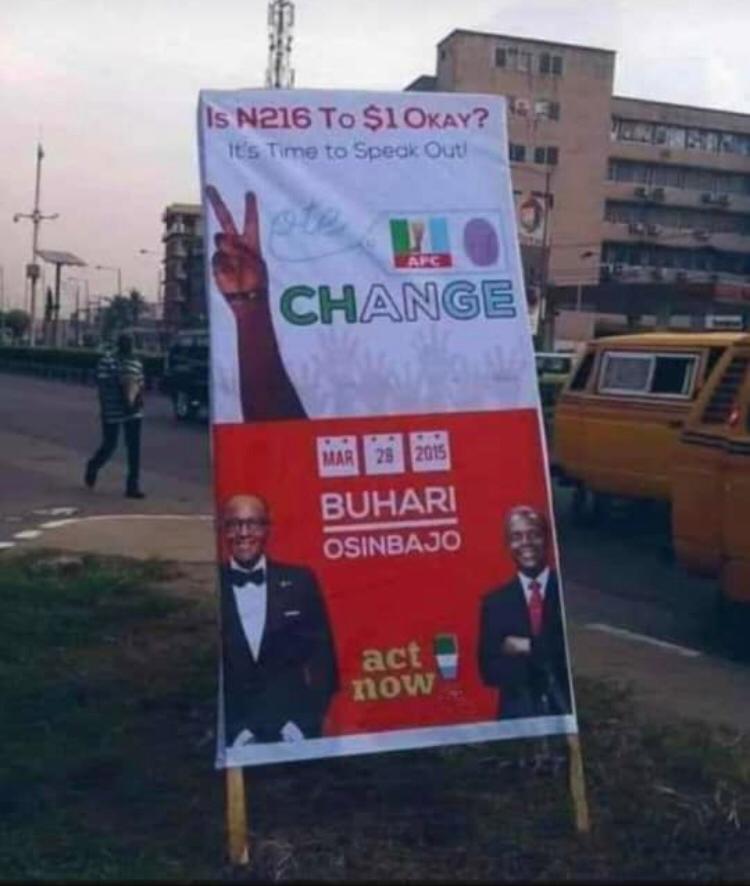 Is N216 To $1 Okay?
It's Time to Speak Out!
ote
APC
CHANGE
MAR 28 2015
BUHARI
OSINBAJO
act
now